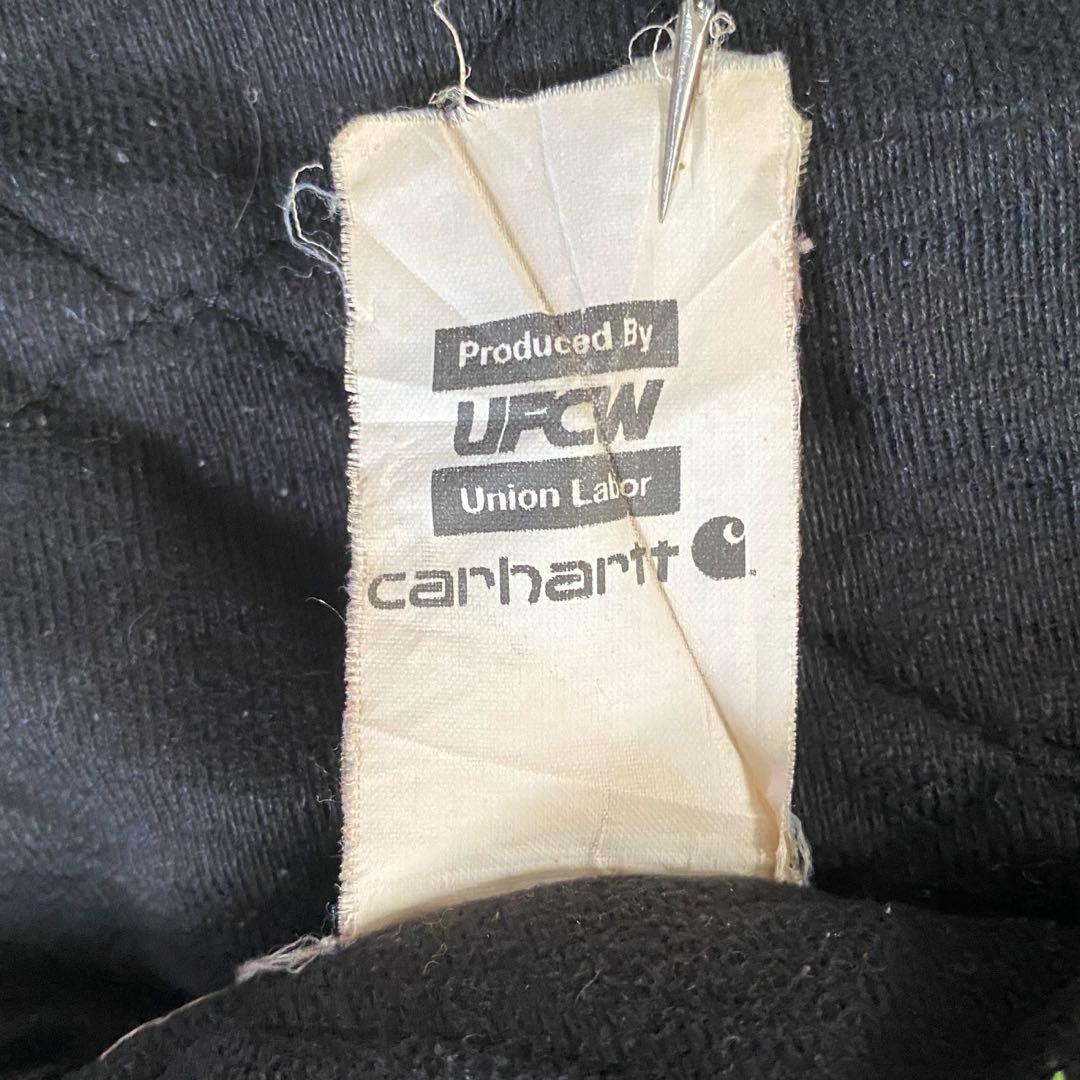 Produced By
UFCW
Union Labor
carhartt